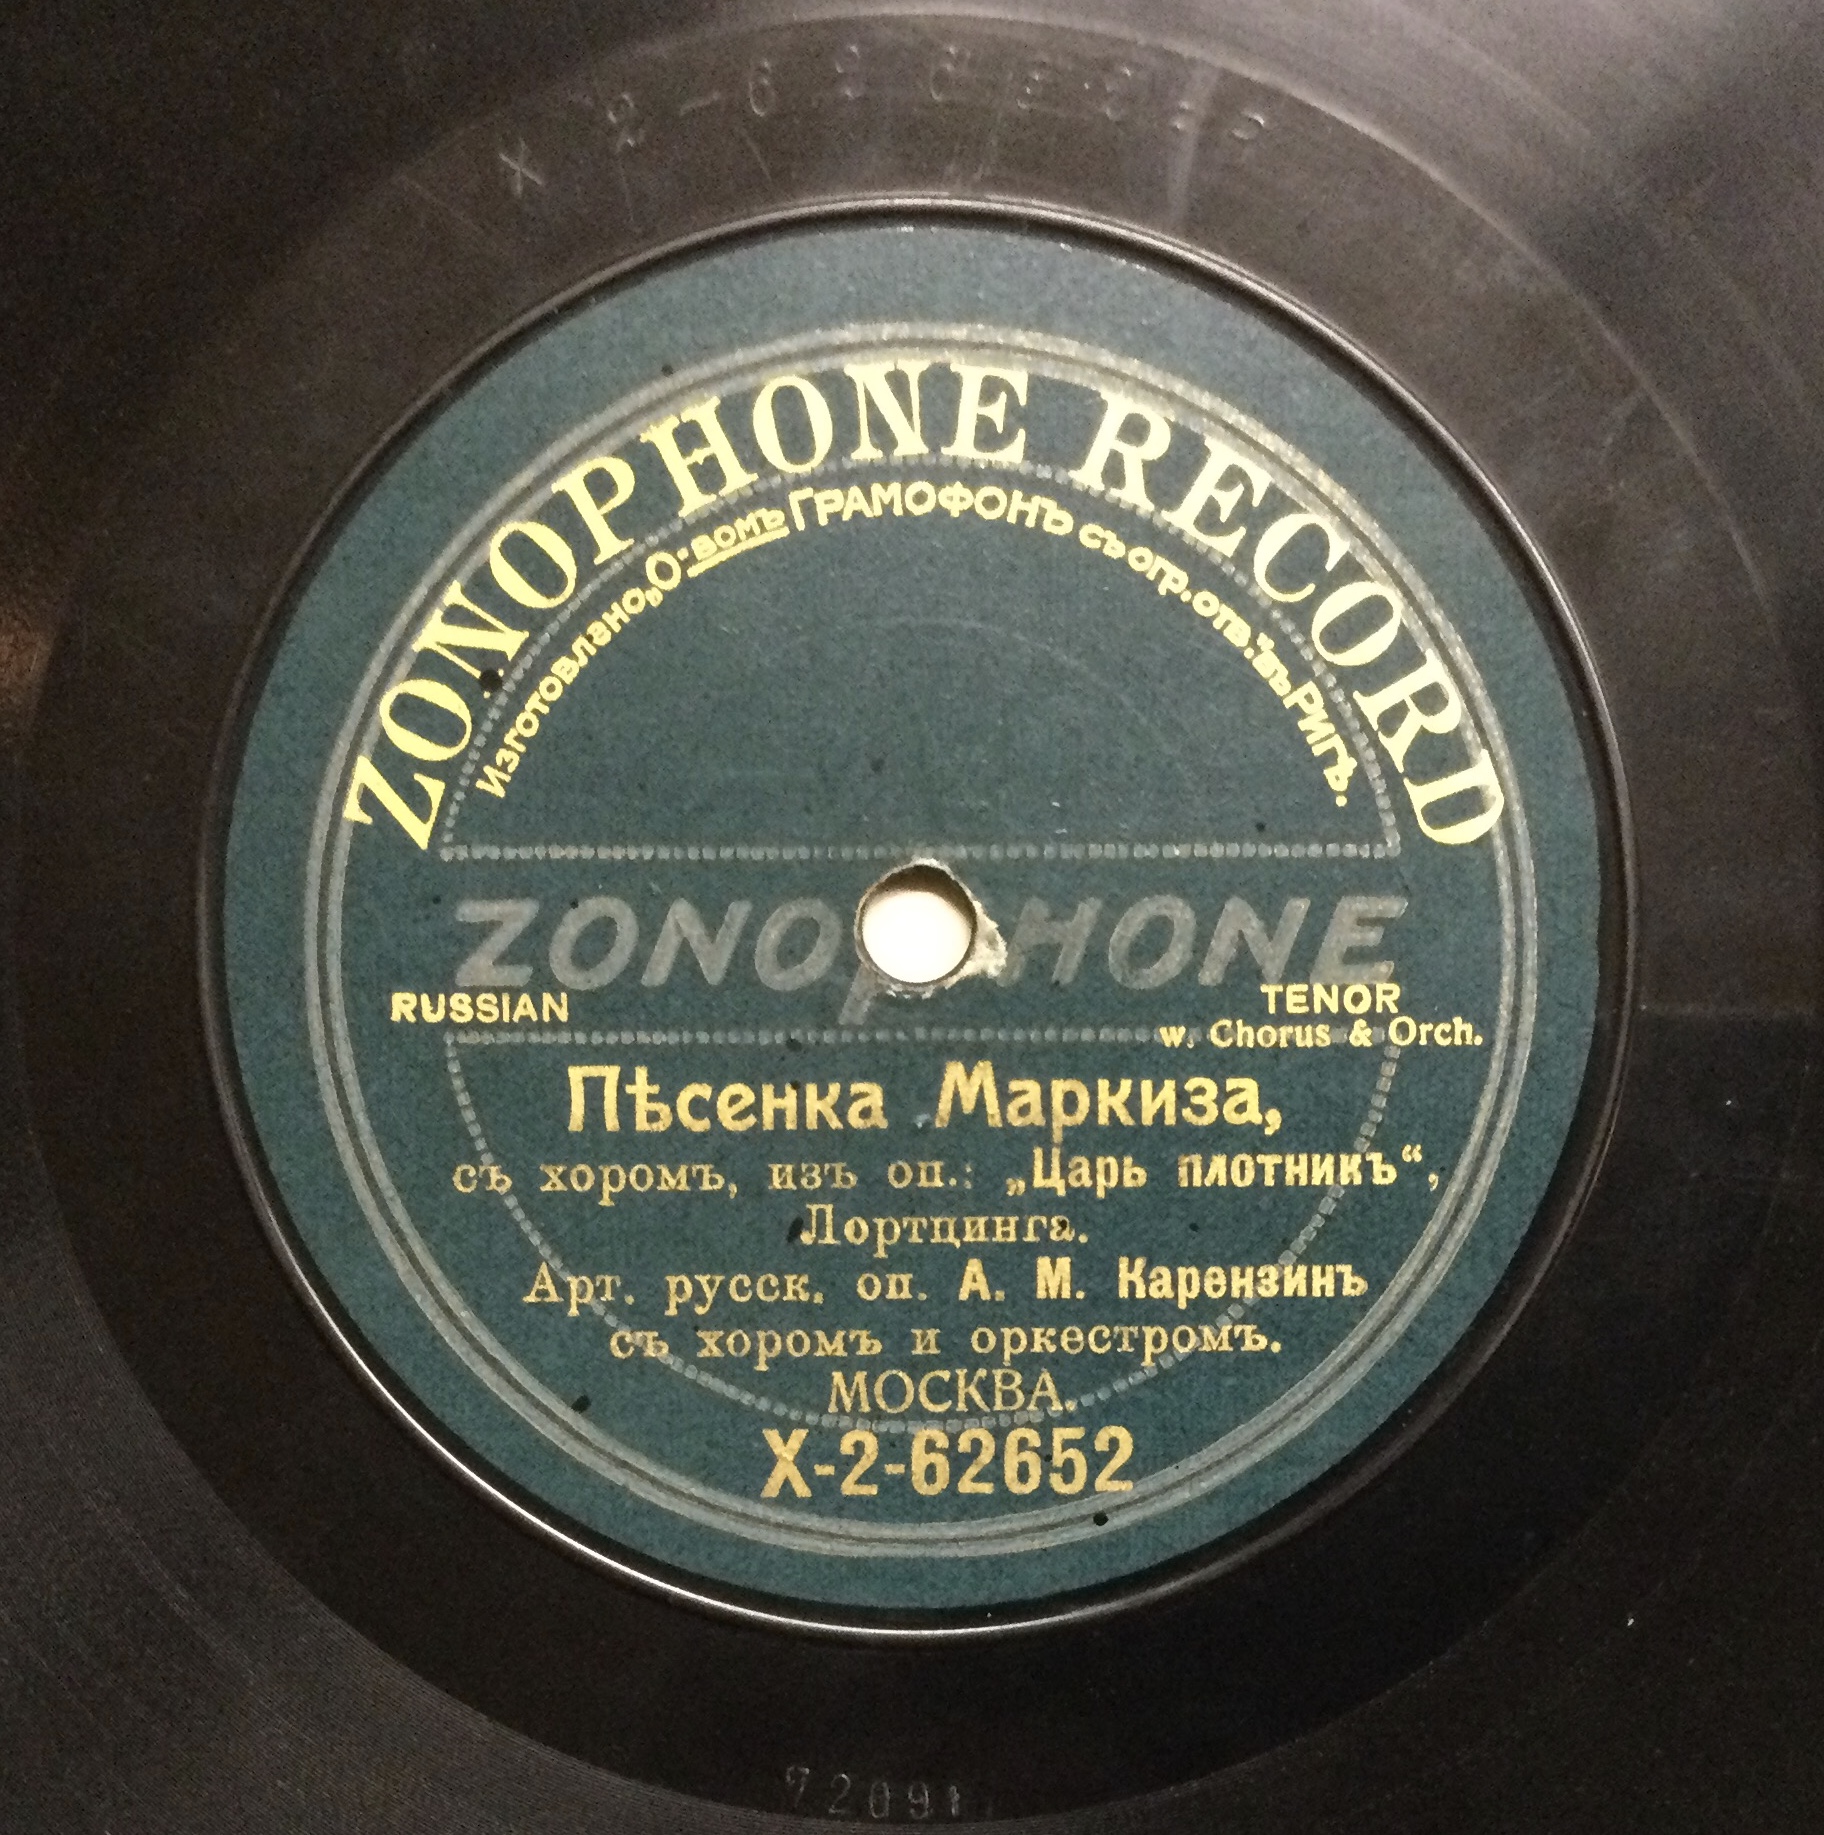 ZONOPHONE RECORD
Изготовлено „О-вомъ ГРАМОФОНЪ съ огр. отв." въ Ригѣ.
ZONOPHONE
RUSSIAN
TENOR
w. Chorus & Orch.
Пѣсенка Маркиза,
съ хоромъ, изъ оп.: „Царь плотникъ“,
Лортцинга.
Арт. русск. оп. А. М. Карензинъ
съ хоромъ и оркестромъ.
МОСКВА.
X-2-62652
72091